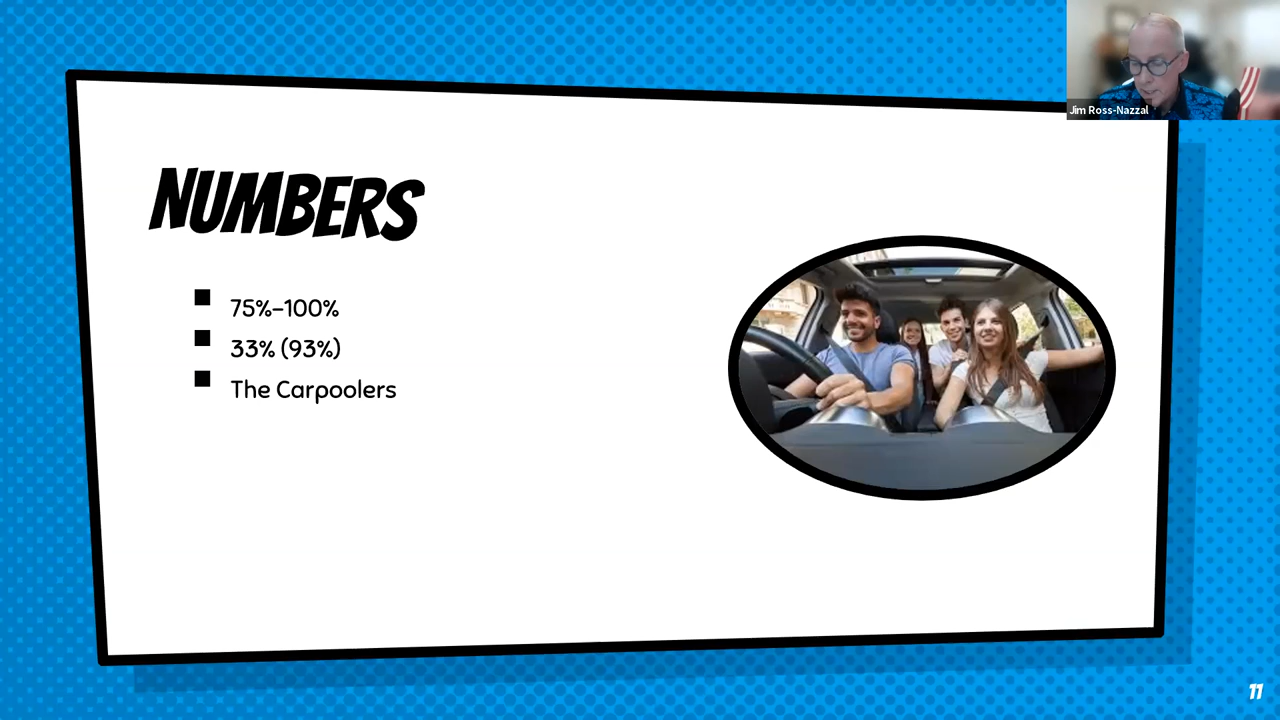 Jim Ross-Nazzal
NUMBERS
75%–100%
33% (93%)
The Carpoolers
11